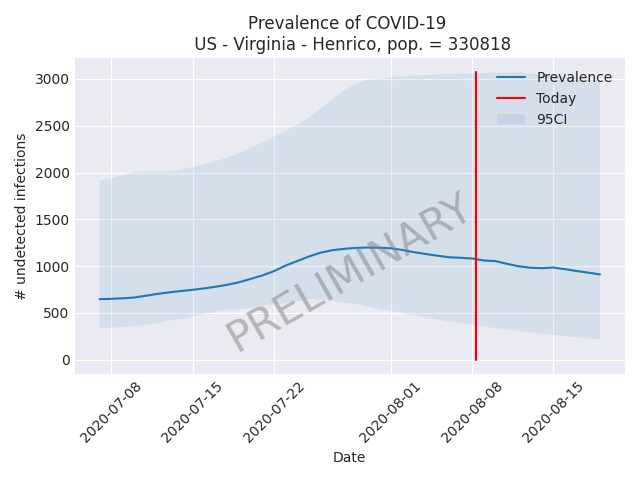 Prevalence of COVID-19
US - Virginia - Henrico, pop. = 330818
# undetected infections
3000
2500
2000
1500
1000
500
0
Prevalence
Today
95CI
PRELIMINARY
2020-07-08
2020-07-15
2020-07-22
2020-08-01
2020-08-08
2020-08-15
Date